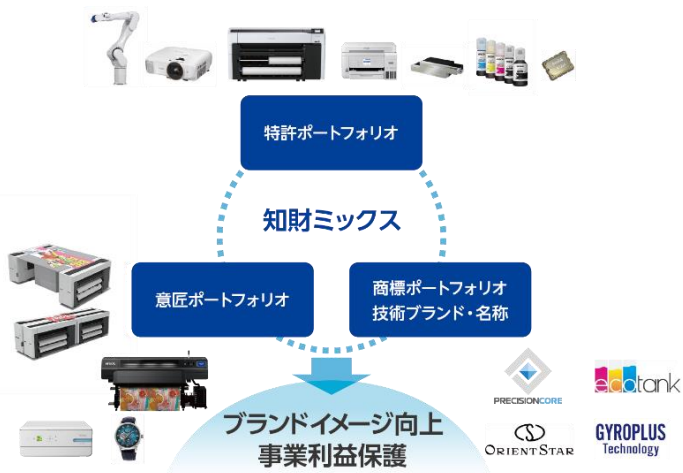 特許ポートフォリオ
知財ミックス
意匠ポートフォリオ
商標ポートフォリオ
技術ブランド・名称
ブランドイメージ向上
事業利益保護
PRECISIONCORE
ecotank
ORIENT STAR
GYROPLUS
Technology